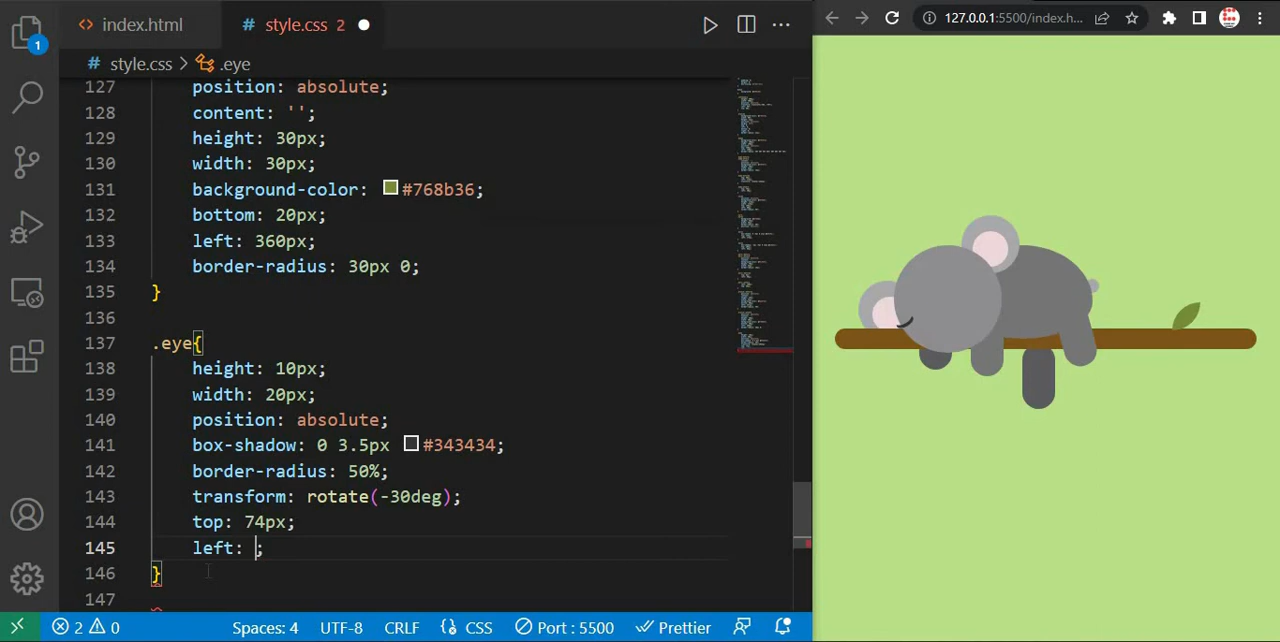 index.html
# style.css 2
127.0.0.1:5500/index.h...
# style.css > .eye
1
127 position: absolute;
128 content: '';
129 height: 30px;
130 width: 30px;
131 background-color: #768b36;
132 bottom: 20px;
133 left: 360px;
134 border-radius: 30px 0;
135 }
136
137 .eye{
138 height: 10px;
139 width: 20px;
140 position: absolute;
141 box-shadow: 0 3.5px #343434;
142 border-radius: 50%;
143 transform: rotate(-30deg);
144 top: 74px;
145 left: ;
146 }
147
2 0 Spaces: 4 UTF-8 CRLF {} CSS Port : 5500 Prettier